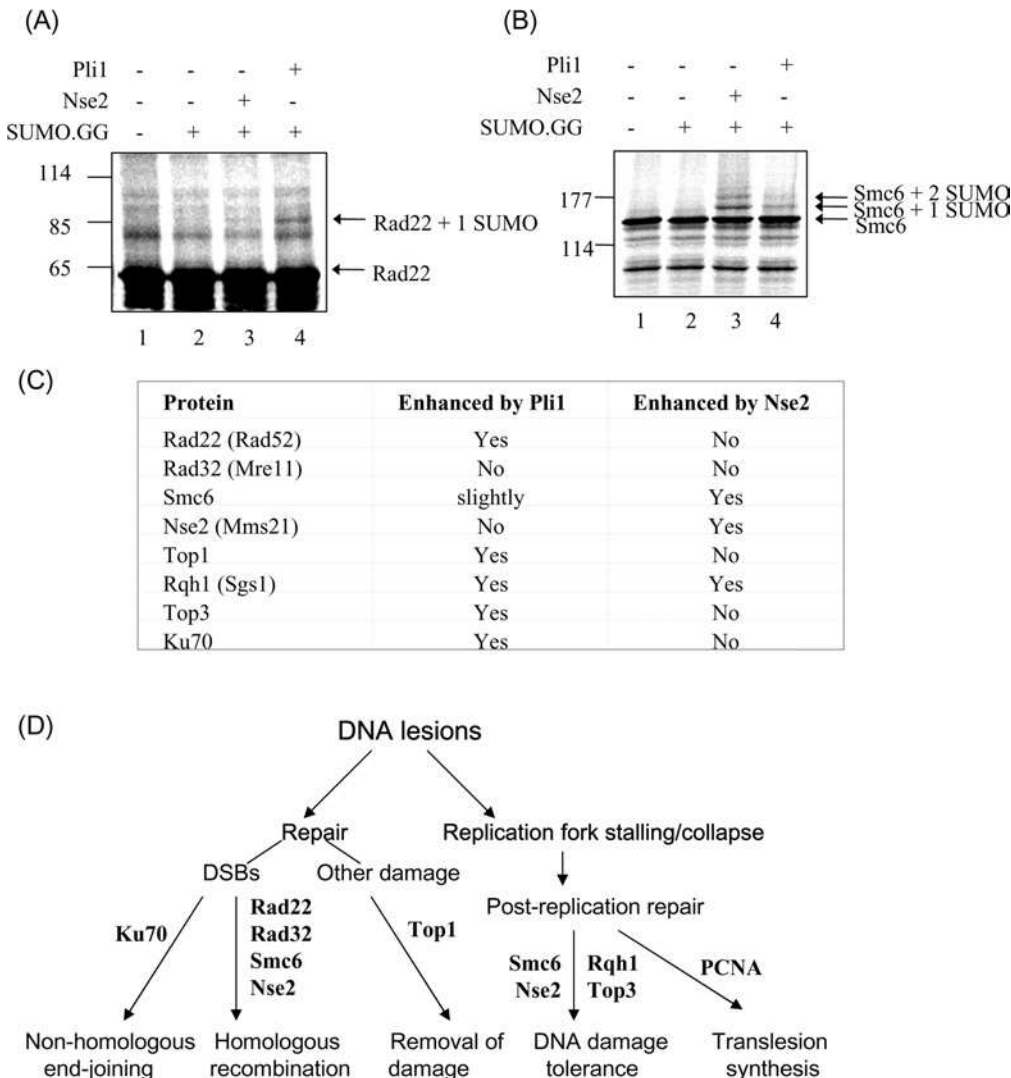 (A)
Pli1 - - - +
Nse2 - - + -
SUMO.GG - + + +
114
85
65
Rad22 + 1 SUMO
Rad22
1 2 3 4
(B)
Pli1 - - - +
Nse2 - - + -
SUMO.GG - + + +
177
114
Smc6 + 2 SUMO
Smc6 + 1 SUMO
Smc6
1 2 3 4
(C)
Protein Enhanced by Pli1 Enhanced by Nse2
Rad22 (Rad52) Yes No
Rad32 (Mre11) No No
Smc6 slightly Yes
Nse2 (Mms21) No Yes
Top1 Yes No
Rqh1 (Sgs1) Yes Yes
Top3 Yes No
Ku70 Yes No
(D)
DNA lesions
Repair Replication fork stalling/collapse
DSBs Other damage
Post-replication repair
Ku70
Rad22
Rad32
Smc6
Nse2
Top1
Smc6 Rqh1
Nse2 Top3
PCNA
Non-homologous
end-joining
Homologous
recombination
Removal of
damage
DNA damage
tolerance
Translesion
synthesis